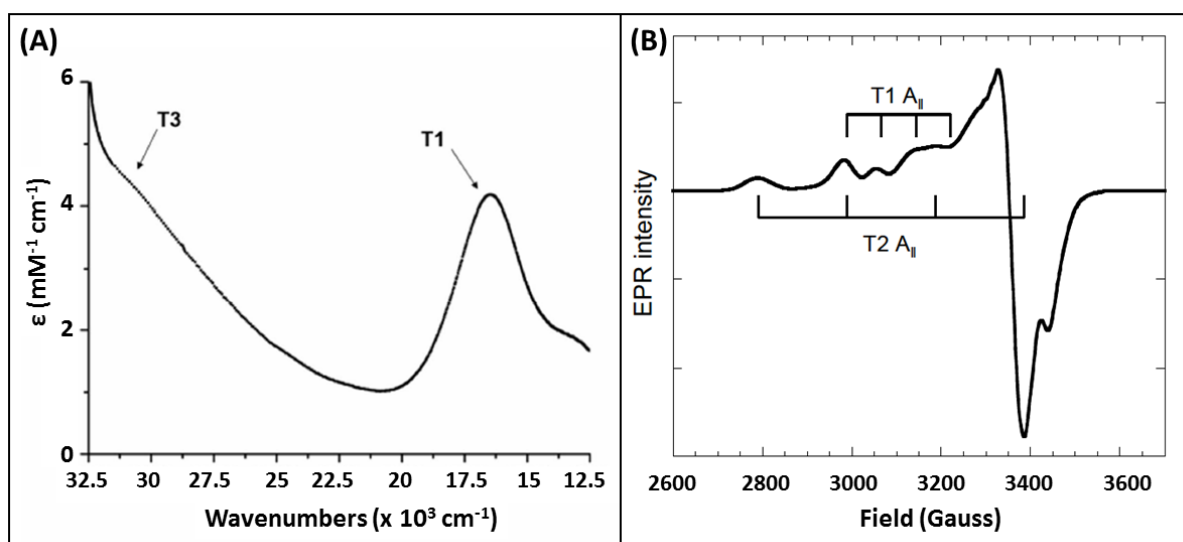 (A)
6
4
2
0
ε (mM⁻¹ cm⁻¹)
T3
T1
32.5 30 27.5 25 22.5 20 17.5 15 12.5
Wavenumbers (x 10³ cm⁻¹)
(B)
EPR intensity
T1 A∥
T2 A∥
2600 2800 3000 3200 3400 3600
Field (Gauss)